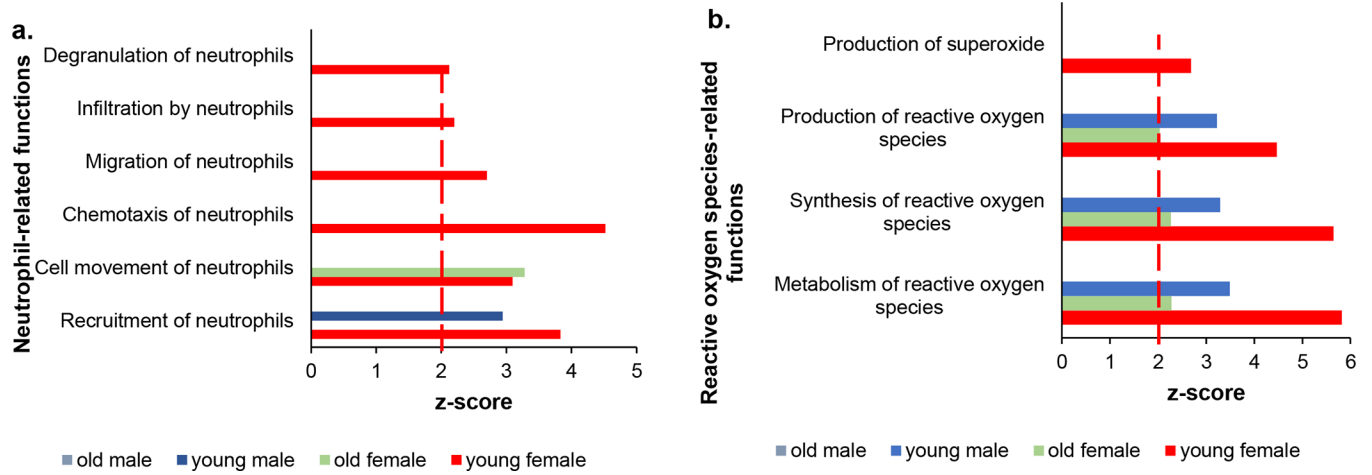 a.
Neutrophil-related functions
Degranulation of neutrophils
Infiltration by neutrophils
Migration of neutrophils
Chemotaxis of neutrophils
Cell movement of neutrophils
Recruitment of neutrophils
0 1 2 3 4 5
z-score
old male young male old female young female
b.
Reactive oxygen species-related
functions
Production of superoxide
Production of reactive oxygen
species
Synthesis of reactive oxygen
species
Metabolism of reactive oxygen
species
0 1 2 3 4 5 6
z-score
old male young male old female young female